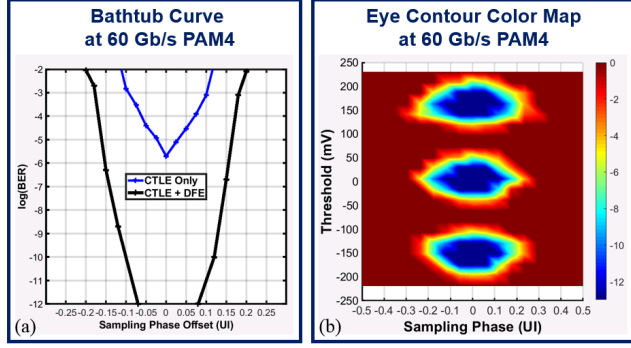 Bathtub Curve
at 60 Gb/s PAM4
-2
-3
-4
-5
-6
-7
-8
-9
-10
-11
-12
log(BER)
CTLE Only
CTLE + DFE
-0.25 -0.2 -0.15 -0.1 -0.05 0 0.05 0.1 0.15 0.2 0.25
Sampling Phase Offset (UI)
(a)
Eye Contour Color Map
at 60 Gb/s PAM4
250
200
150
100
50
0
-50
-100
-150
-200
-250
Threshold (mV)
-0.5 -0.4 -0.3 -0.2 -0.1 0 0.1 0.2 0.3 0.4 0.5
Sampling Phase (UI)
(b)
0
-2
-4
-6
-8
-10
-12